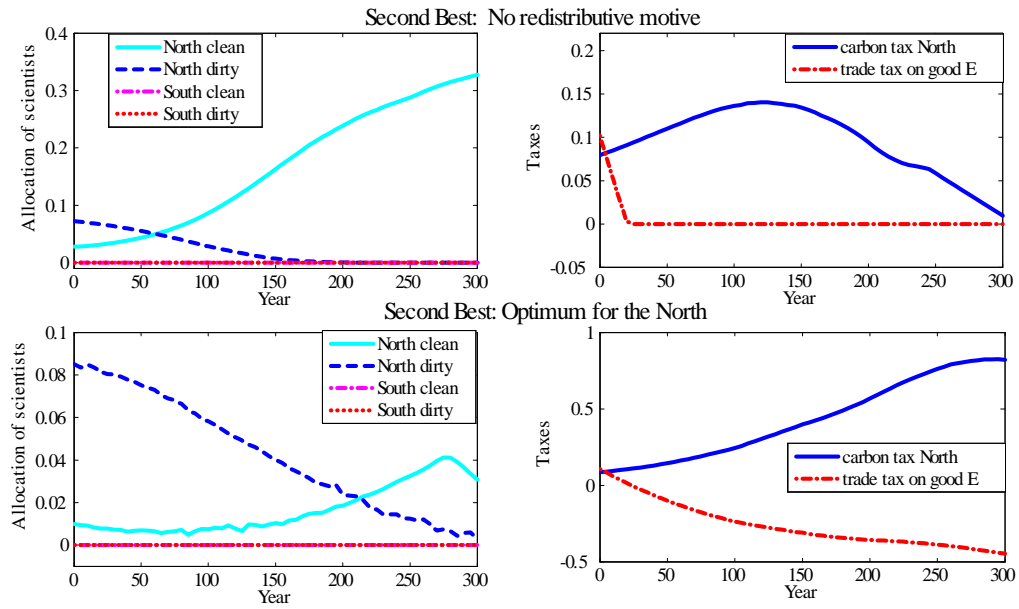 Second Best: No redistributive motive
Allocation of scientists
0.4
0.3
0.2
0.1
0
North clean
North dirty
South clean
South dirty
0 50 100 150 200 250 300
Year
Taxes
0.2
0.15
0.1
0.05
0
-0.05
carbon tax North
trade tax on good E
0 50 100 150 200 250 300
Year
Second Best: Optimum for the North
Allocation of scientists
0.1
0.08
0.06
0.04
0.02
0
North clean
North dirty
South clean
South dirty
0 50 100 150 200 250 300
Year
Taxes
1
0.5
0
-0.5
carbon tax North
trade tax on good E
0 50 100 150 200 250 300
Year